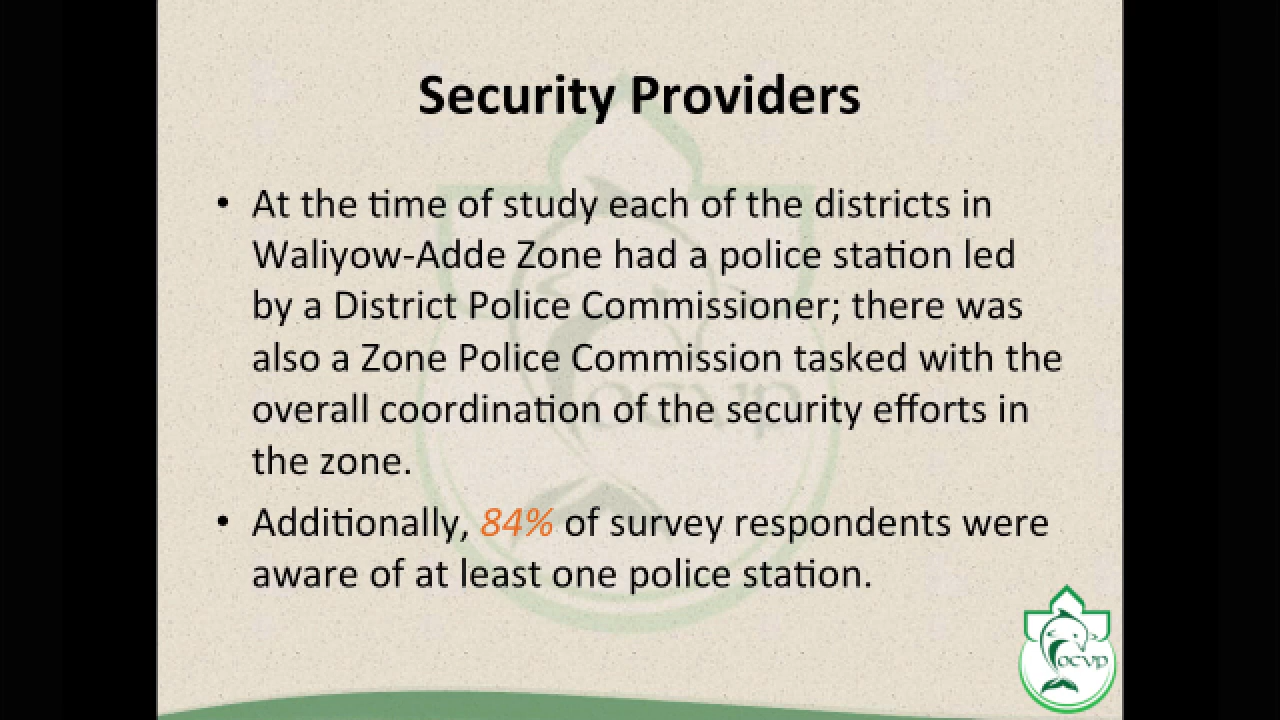 Security Providers
• At the time of study each of the districts in
Waliyow-Adde Zone had a police station led
by a District Police Commissioner; there was
also a Zone Police Commission tasked with the
overall coordination of the security efforts in
the zone.
• Additionally, 84% of survey respondents were
aware of at least one police station.
ocvp
ocvp